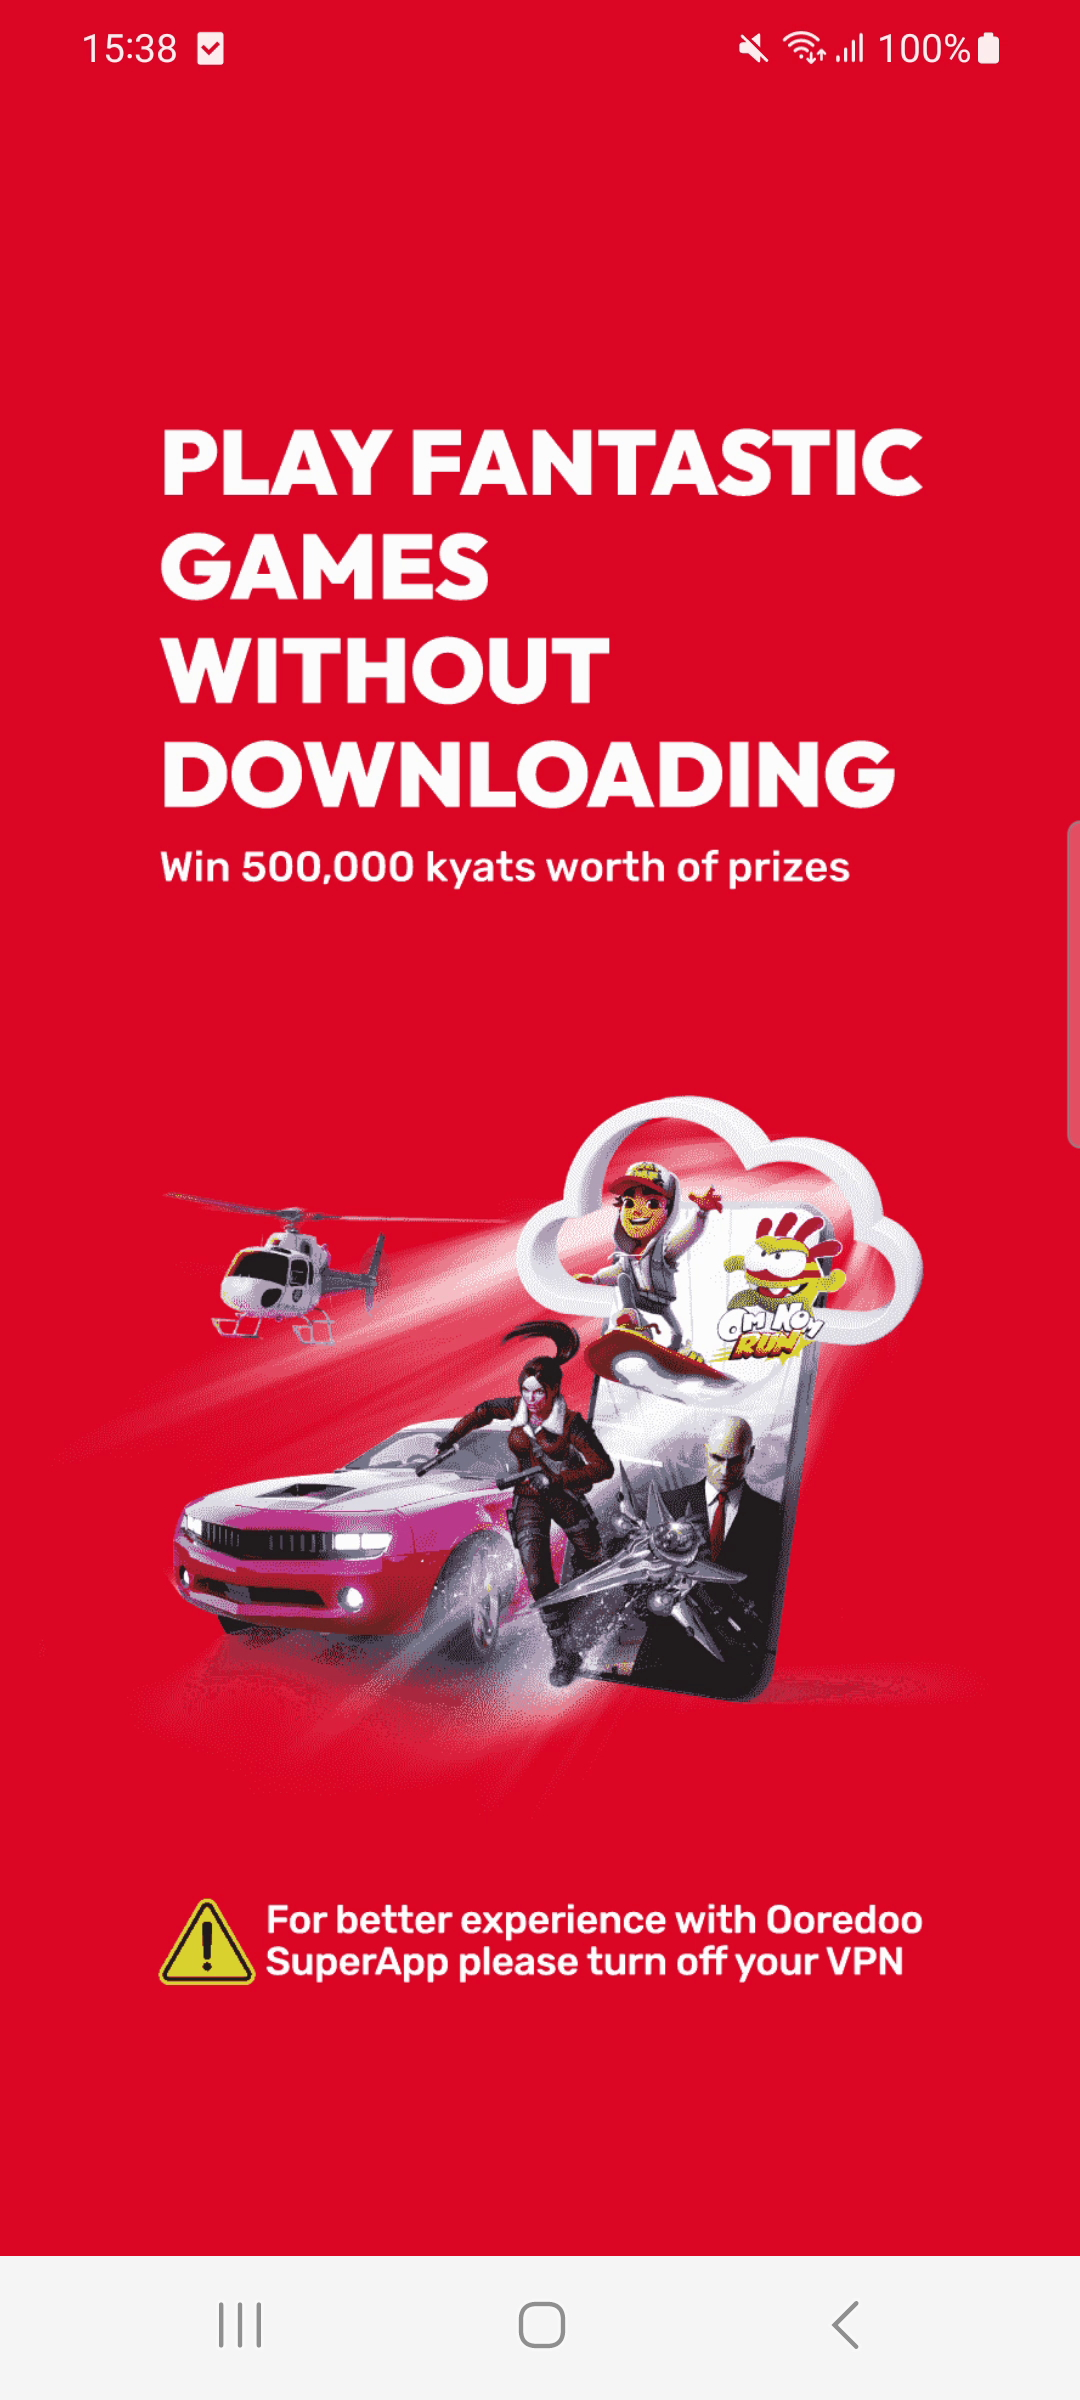 15:38
100%
PLAY FANTASTIC
GAMES
WITHOUT
DOWNLOADING
Win 500,000 kyats worth of prizes
OM NOM
RUN
For better experience with Ooredoo
SuperApp please turn off your VPN